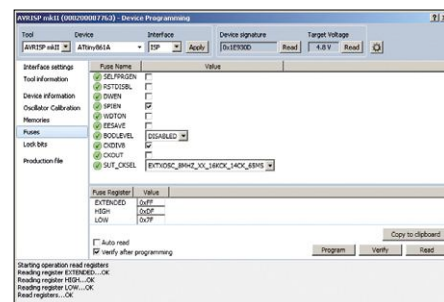 AVRISP mkII (000200007763) - Device Programming
Tool Device Interface Device signature Target Voltage
AVRISP mkII ATtiny861A ISP Apply 0x1E930D Read 4.8 V Read
Interface settings
Tool information
Device information
Oscillator Calibration
Memories
Fuses
Lock bits
Production file
Fuse Name Value
SELFPRGEN
RSTDISBL
DWEN
SPIEN
WDTON
EESAVE
BODLEVEL DISABLED
CKDIV8
CKOUT
SUT_CKSEL EXTXOSC_8MHZ_XX_16KCK_14CK_65MS
Fuse Register Value
EXTENDED 0xFF
HIGH 0xDF
LOW 0x7F
Copy to clipboard
Auto read
Verify after programming
Program Verify Read
Starting operation read registers
Reading register EXTENDED...OK
Reading register HIGH...OK
Reading register LOW...OK
Read registers...OK